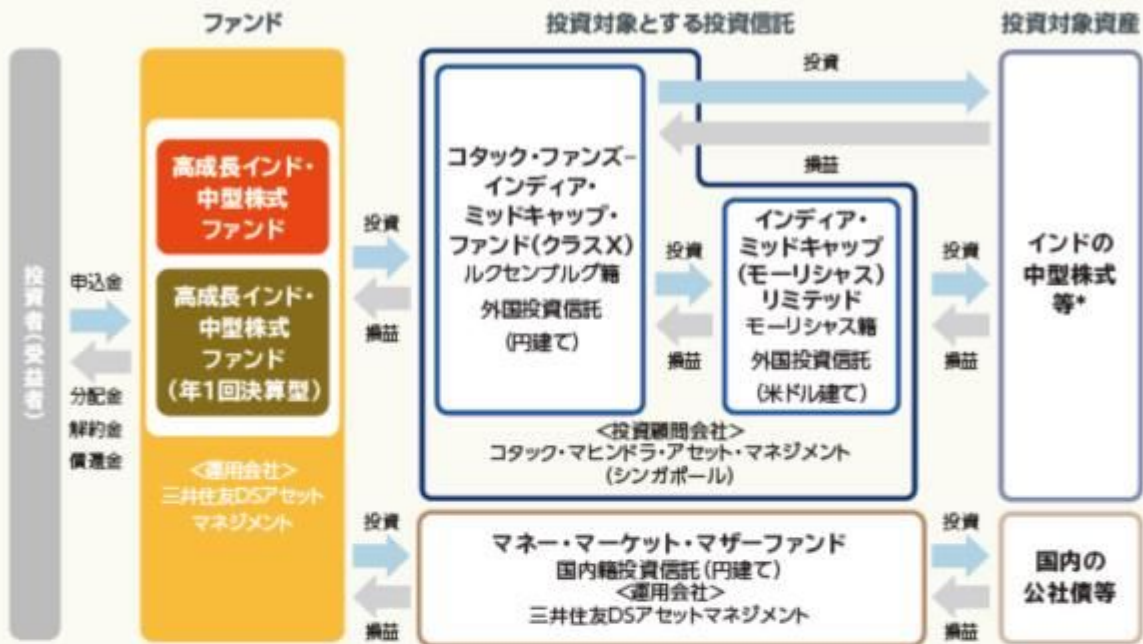 ファンド
投資対象とする投資信託
投資対象資産
投資者(受益者)
申込金
分配金
解約金
償還金
高成長インド・
中型株式
ファンド
高成長インド・
中型株式
ファンド
(年1回決算型)
<運用会社>
三井住友DSアセット
マネジメント
投資
損益
コタック・ファンズ−
インディア・
ミッドキャップ・
ファンド(クラスX)
ルクセンブルグ籍
外国投資信託
(円建て)
投資
損益
投資
損益
インディア・
ミッドキャップ
(モーリシャス)
リミテッド
モーリシャス籍
外国投資信託
(米ドル建て)
<投資顧問会社>
コタック・マヒンドラ・アセット・マネジメント
(シンガポール)
投資
損益
インドの
中型株式
等*
投資
損益
マネー・マーケット・マザーファンド
国内籍投資信託(円建て)
<運用会社>
三井住友DSアセットマネジメント
投資
損益
国内の
公社債等